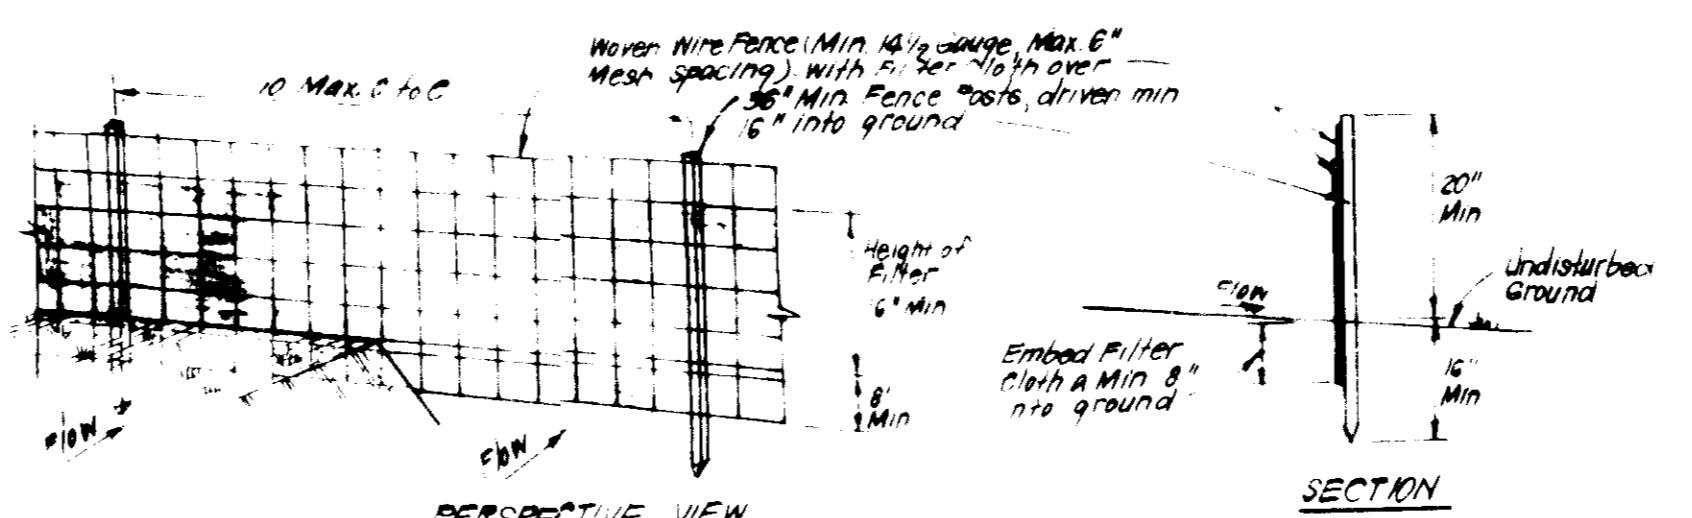 Woven Wire Fence (Min. 14½ Gauge, Max. 6"
Mesh spacing) with Filter Cloth over
36" Min. Fence Posts, driven min
16" into ground
10 Max. C to C
Height of
Filter
6" Min
8'
Min
Flow
Flow
PERSPECTIVE VIEW
20"
Min
Undisturbed
Ground
Flow
Embed Filter
Cloth a Min 8"
nto ground
16"
Min
SECTION